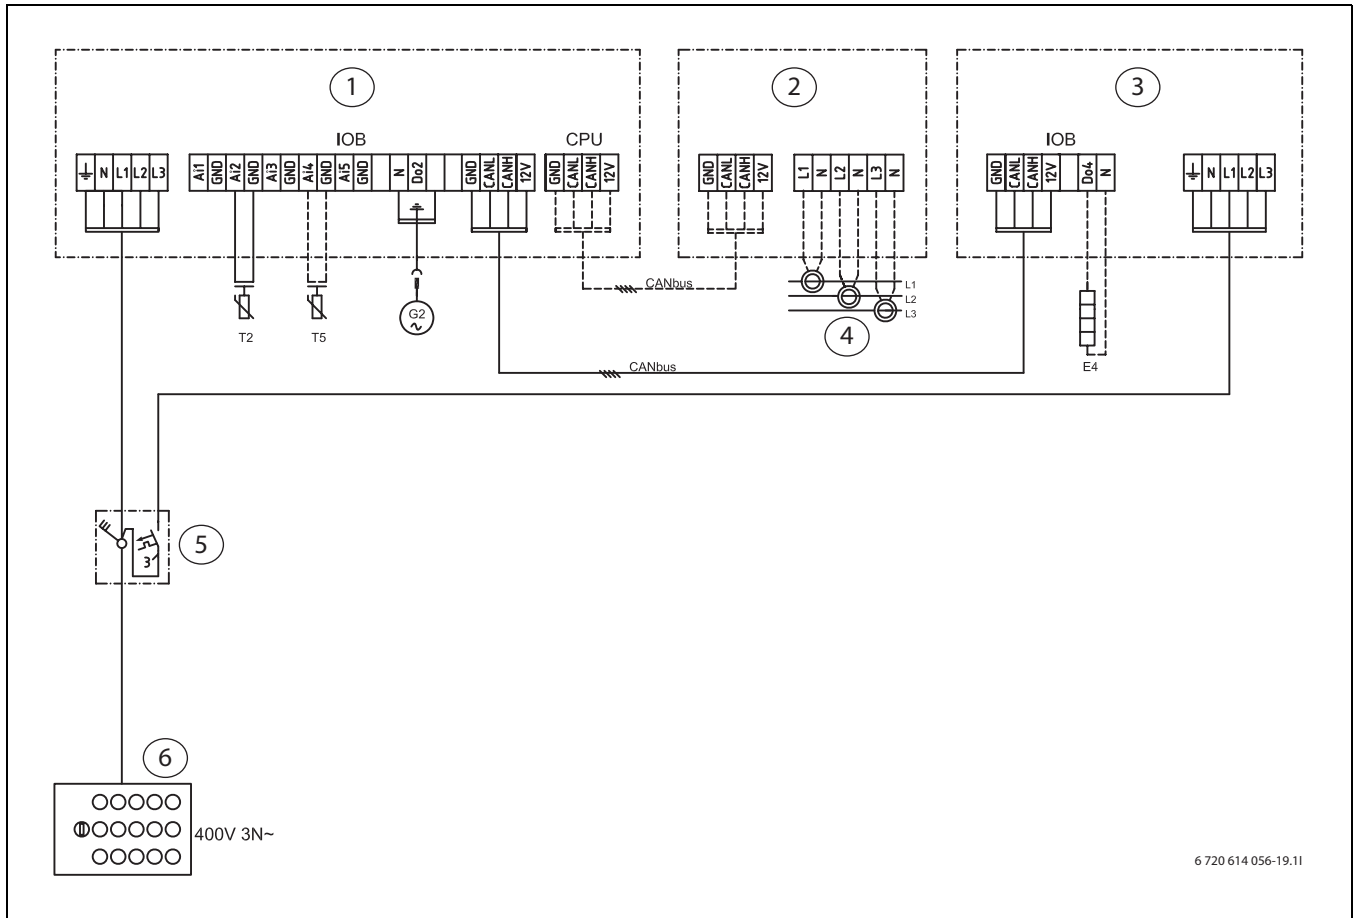 1
2
3
IOB
CPU
IOB
N L1 L2 L3
Ai1 GND Ai2 GND Ai3 GND Ai4 GND Ai5 GND N Do2 GND CANL CANH 12V
GND CANL CANH 12V
GND CANL CANH 12V
L1 N L2 N L3 N
GND CANL CANH 12V Do4 N
N L1 L2 L3
CANbus
L1
L2
L3
T2
T5
G2
4
CANbus
E4
5
3
6
400V 3N~
6 720 614 056-19.1I